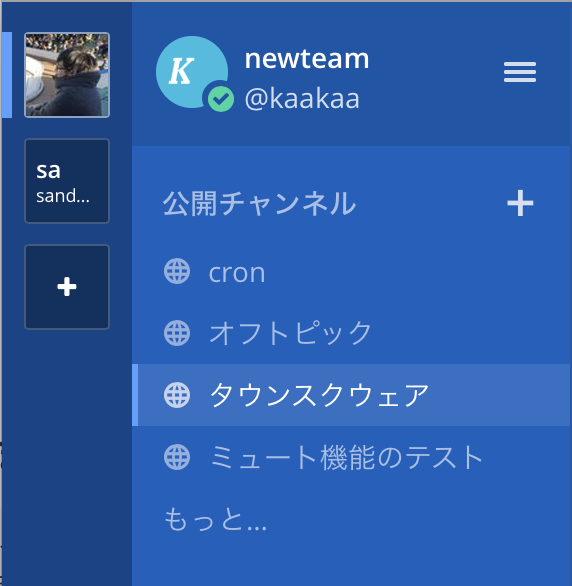 K
newteam
@kaakaa
sa
sand...
公開チャンネル
cron
オフトピック
タウンスクウェア
ミュート機能のテスト
もっと...